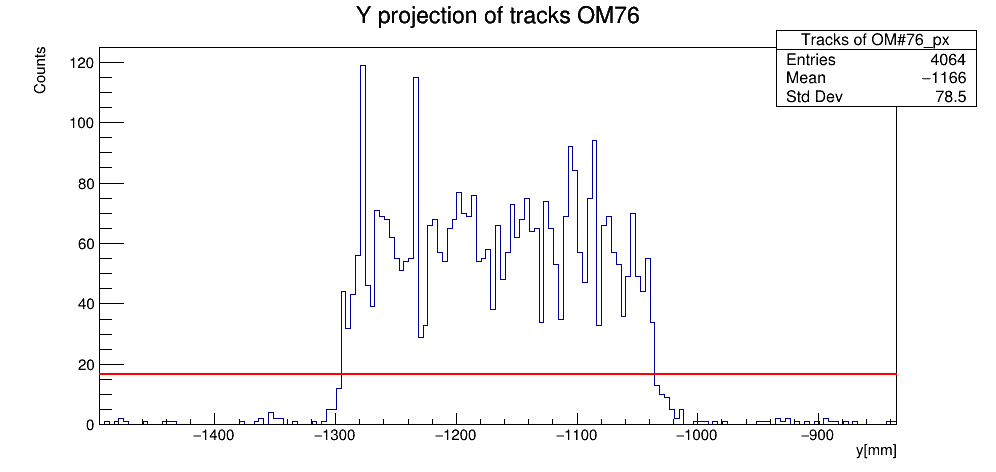 Y projection of tracks OM76
Tracks of OM#76_px
Entries 4064
Mean −1166
Std Dev 78.5
Counts
120
100
80
60
40
20
0
−1400 −1300 −1200 −1100 −1000 −900
y[mm]